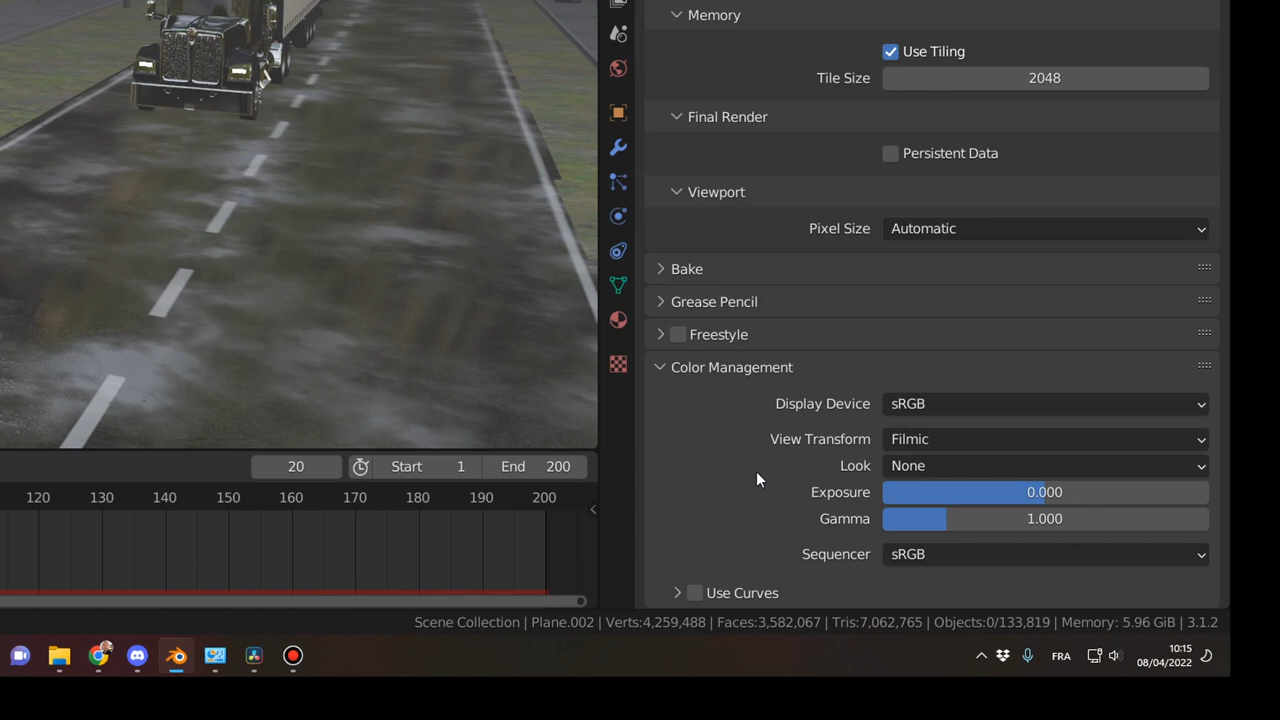 Memory
Use Tiling
Tile Size 2048
Final Render
Persistent Data
Viewport
Pixel Size Automatic
Bake
Grease Pencil
Freestyle
Color Management
Display Device sRGB
View Transform Filmic
Look None
Exposure 0.000
Gamma 1.000
Sequencer sRGB
Use Curves
20 Start 1 End 200
120 130 140 150 160 170 180 190 200
Scene Collection | Plane.002 | Verts:4,259,488 | Faces:3,582,067 | Tris:7,062,765 | Objects:0/133,819 | Memory: 5.96 GiB | 3.1.2
FRA
10:15
08/04/2022